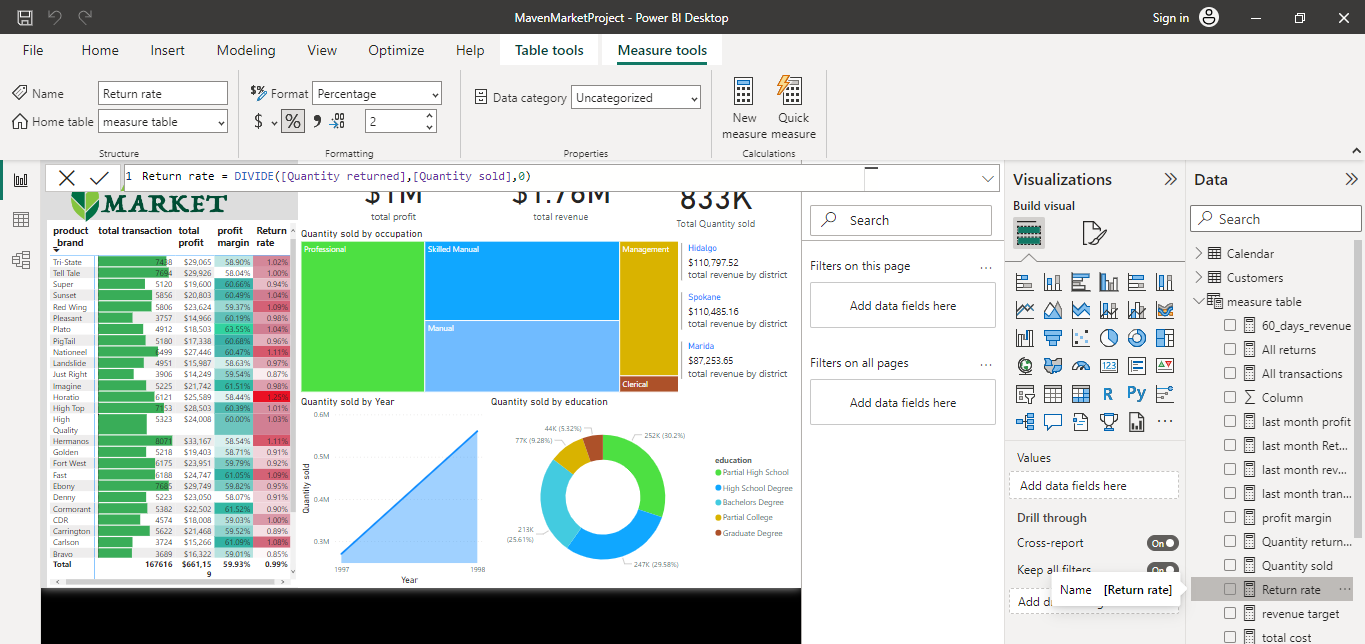 MavenMarketProject - Power BI Desktop
Sign in
File Home Insert Modeling View Optimize Help Table tools Measure tools
Name Return rate
Home table measure table
Structure
Format Percentage
$ % 2
Formatting
Data category Uncategorized
Properties
New measure
Quick measure
Calculations
1 Return rate = DIVIDE([Quantity returned],[Quantity sold],0)
MARKET
$1M
total profit
$1.76M
total revenue
833K
Total Quantity sold
product_brand total transaction total profit profit margin Return rate
Tri-State 7438 $29,065 58.90% 1.02%
Tell Tale 7694 $29,926 58.04% 1.00%
Super 5120 $19,600 60.66% 0.94%
Sunset 5856 $20,803 60.49% 1.04%
Red Wing 5806 $23,624 59.37% 1.09%
Pleasant 3757 $14,966 60.19% 0.98%
Plato 4912 $18,503 63.55% 1.04%
PigTail 5180 $17,338 60.68% 0.96%
Nationeel 6499 $27,446 60.47% 1.11%
Landslide 4951 $15,987 58.63% 0.97%
Just Right 3906 $14,249 59.54% 0.87%
Imagine 5225 $21,742 61.51% 0.98%
Horatio 6121 $25,589 58.44% 1.25%
High Top 7153 $28,503 60.39% 1.01%
High Quality 5323 $24,008 60.00% 1.03%
Hermanos 8071 $33,167 58.54% 1.11%
Golden 5218 $19,403 58.71% 0.91%
Fort West 6175 $23,951 59.79% 0.92%
Fast 6188 $24,747 61.05% 1.09%
Ebony 7685 $29,749 59.82% 0.95%
Denny 5223 $23,050 58.07% 0.91%
Cormorant 5382 $22,502 61.52% 0.90%
CDR 4574 $18,008 59.03% 1.00%
Carrington 5622 $21,468 59.52% 0.89%
Carlson 3724 $15,266 61.09% 1.08%
Bravo 3689 $16,322 59.01% 0.85%
Total 167616 $661,159 59.93% 0.99%
Quantity sold by occupation
Professional
Skilled Manual
Manual
Management
Clerical
Hidalgo
$110,797.52
total revenue by district
Spokane
$110,485.16
total revenue by district
Marida
$87,253.65
total revenue by district
Quantity sold by Year
Quantity sold
0.6M
0.5M
0.4M
0.3M
1997 1998
Year
Quantity sold by education
44K (5.32%)
77K (9.28%)
252K (30.2%)
213K (25.61%)
247K (29.58%)
education
Partial High School
High School Degree
Bachelors Degree
Partial College
Graduate Degree
Search
Filters on this page ...
Add data fields here
Filters on all pages ...
Add data fields here
Visualizations
Build visual
123
R Py
...
Values
Add data fields here
Drill through
Cross-report On
Keep all filters On
Name [Return rate]
Data
Search
Calendar
Customers
measure table
60_days_revenue
All returns
All transactions
Column
last month profit
last month Ret...
last month rev...
last month tran...
profit margin
Quantity return...
Quantity sold
Return rate ...
revenue target
total cost